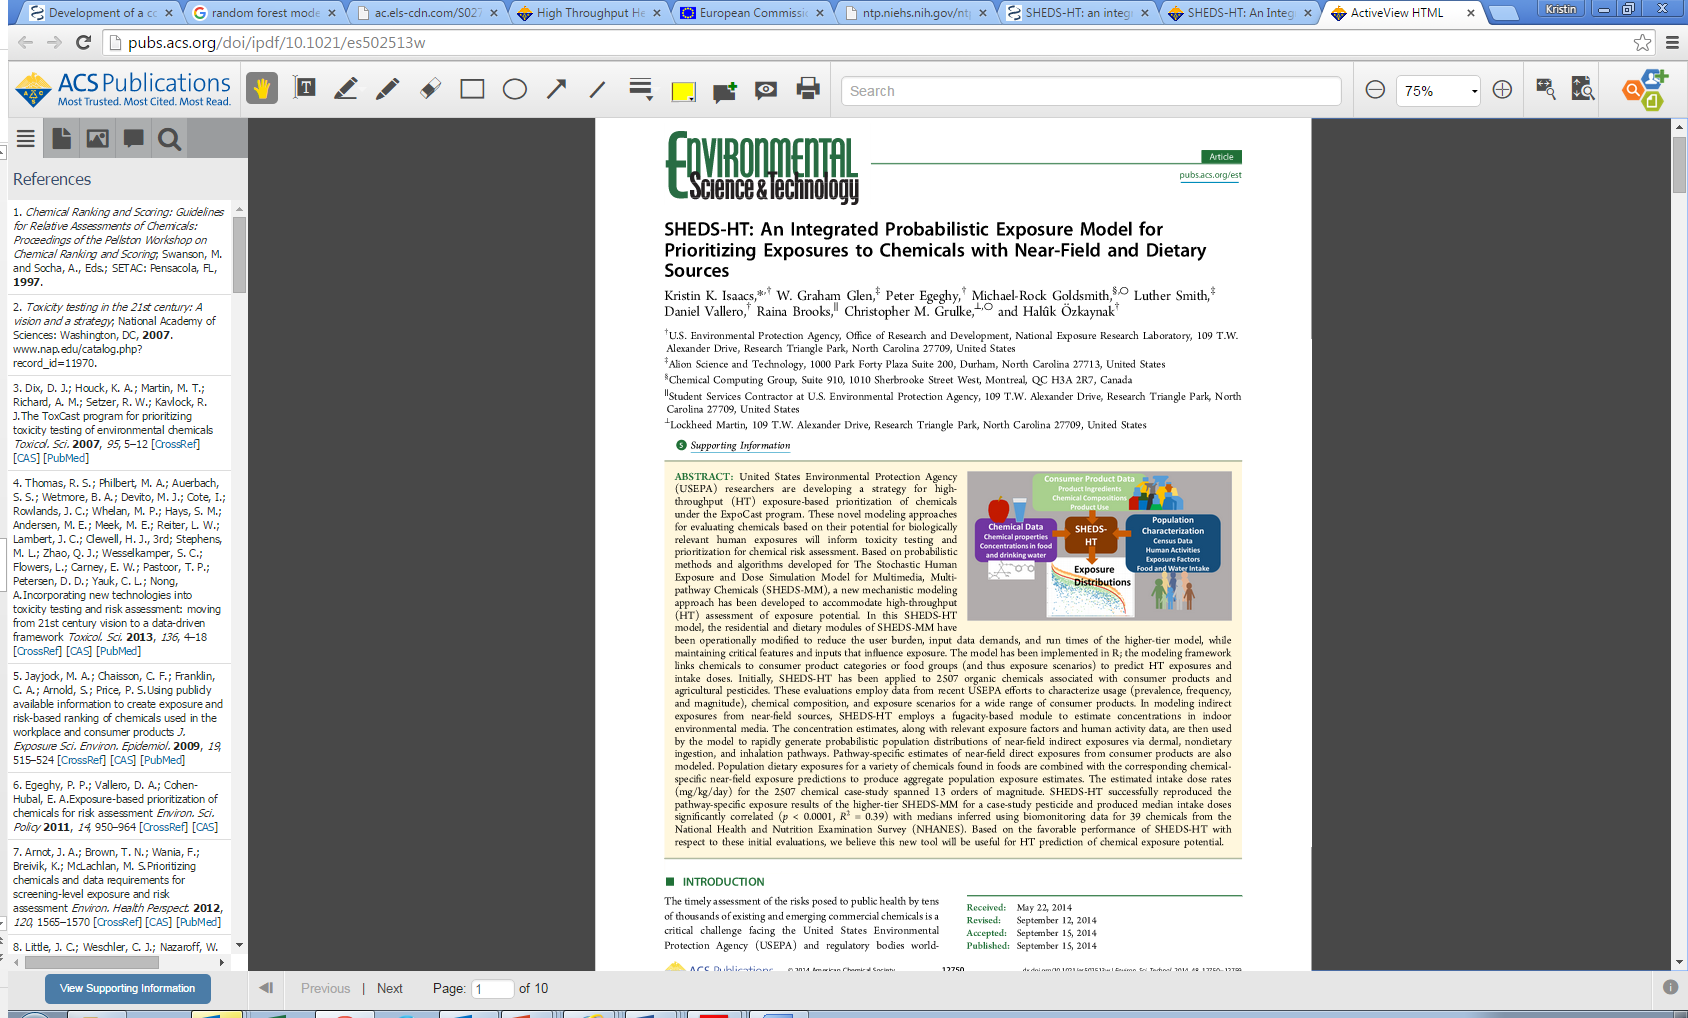 Development of a co
random forest mode
ac.els-cdn.com/S027
High Throughput He
European Commissi
ntp.niehs.nih.gov/ntp
SHEDS-HT: an integr
SHEDS-HT: An Integ
ActiveView HTML
Kristin
pubs.acs.org/doi/ipdf/10.1021/es502513w
ACS Publications
Most Trusted. Most Cited. Most Read.
Search
75%
References
1. Chemical Ranking and Scoring: Guidelines
for Relative Assessments of Chemicals:
Proceedings of the Pellston Workshop on
Chemical Ranking and Scoring; Swanson, M.
and Socha, A., Eds.; SETAC: Pensacola, FL,
1997.
2. Toxicity testing in the 21st century: A
vision and a strategy; National Academy of
Sciences: Washington, DC, 2007.
www.nap.edu/catalog.php?
record_id=11970.
3. Dix, D. J.; Houck, K. A.; Martin, M. T.;
Richard, A. M.; Setzer, R. W.; Kavlock, R.
J.The ToxCast program for prioritizing
toxicity testing of environmental chemicals
Toxicol. Sci. 2007, 95, 5–12 [CrossRef]
[CAS] [PubMed]
4. Thomas, R. S.; Philbert, M. A.; Auerbach,
S. S.; Wetmore, B. A.; Devito, M. J.; Cote, I.;
Rowlands, J. C.; Whelan, M. P.; Hays, S. M.;
Andersen, M. E.; Meek, M. E.; Reiter, L. W.;
Lambert, J. C.; Clewell, H. J., 3rd; Stephens,
M. L.; Zhao, Q. J.; Wesselkamper, S. C.;
Flowers, L.; Carney, E. W.; Pastoor, T. P.;
Petersen, D. D.; Yauk, C. L.; Nong,
A.Incorporating new technologies into
toxicity testing and risk assessment: moving
from 21st century vision to a data-driven
framework Toxicol. Sci. 2013, 136, 4–18
[CrossRef] [CAS] [PubMed]
5. Jayjock, M. A.; Chaisson, C. F.; Franklin,
C. A.; Arnold, S.; Price, P. S.Using publicly
available information to create exposure and
risk-based ranking of chemicals used in the
workplace and consumer products J.
Exposure Sci. Environ. Epidemiol. 2009, 19,
515–524 [CrossRef] [CAS] [PubMed]
6. Egeghy, P. P.; Vallero, D. A.; Cohen-
Hubal, E. A.Exposure-based prioritization of
chemicals for risk assessment Environ. Sci.
Policy 2011, 14, 950–964 [CrossRef] [CAS]
7. Arnot, J. A.; Brown, T. N.; Wania, F.;
Breivik, K.; McLachlan, M. S.Prioritizing
chemicals and data requirements for
screening-level exposure and risk
assessment Environ. Health Perspect. 2012,
120, 1565–1570 [CrossRef] [CAS] [PubMed]
8. Little, J. C.; Weschler, C. J.; Nazaroff, W.
View Supporting Information
Environmental
Science & Technology
Article
pubs.acs.org/est
SHEDS-HT: An Integrated Probabilistic Exposure Model for
Prioritizing Exposures to Chemicals with Near-Field and Dietary
Sources
Kristin K. Isaacs,*,† W. Graham Glen,‡ Peter Egeghy,† Michael-Rock Goldsmith,§,○ Luther Smith,‡
Daniel Vallero,† Raina Brooks,∥ Christopher M. Grulke,⊥,○ and Halûk Özkaynak†
†U.S. Environmental Protection Agency, Office of Research and Development, National Exposure Research Laboratory, 109 T.W.
Alexander Drive, Research Triangle Park, North Carolina 27709, United States
‡Alion Science and Technology, 1000 Park Forty Plaza Suite 200, Durham, North Carolina 27713, United States
§Chemical Computing Group, Suite 910, 1010 Sherbrooke Street West, Montreal, QC H3A 2R7, Canada
∥Student Services Contractor at U.S. Environmental Protection Agency, 109 T.W. Alexander Drive, Research Triangle Park, North
Carolina 27709, United States
⊥Lockheed Martin, 109 T.W. Alexander Drive, Research Triangle Park, North Carolina 27709, United States
S Supporting Information
ABSTRACT: United States Environmental Protection Agency
(USEPA) researchers are developing a strategy for high-
throughput (HT) exposure-based prioritization of chemicals
under the ExpoCast program. These novel modeling approaches
for evaluating chemicals based on their potential for biologically
relevant human exposures will inform toxicity testing and
prioritization for chemical risk assessment. Based on probabilistic
methods and algorithms developed for The Stochastic Human
Exposure and Dose Simulation Model for Multimedia, Multi-
pathway Chemicals (SHEDS-MM), a new mechanistic modeling
approach has been developed to accommodate high-throughput
(HT) assessment of exposure potential. In this SHEDS-HT
model, the residential and dietary modules of SHEDS-MM have
been operationally modified to reduce the user burden, input data demands, and run times of the higher-tier model, while
maintaining critical features and inputs that influence exposure. The model has been implemented in R; the modeling framework
links chemicals to consumer product categories or food groups (and thus exposure scenarios) to predict HT exposures and
intake doses. Initially, SHEDS-HT has been applied to 2507 organic chemicals associated with consumer products and
agricultural pesticides. These evaluations employ data from recent USEPA efforts to characterize usage (prevalence, frequency,
and magnitude), chemical composition, and exposure scenarios for a wide range of consumer products. In modeling indirect
exposures from near-field sources, SHEDS-HT employs a fugacity-based module to estimate concentrations in indoor
environmental media. The concentration estimates, along with relevant exposure factors and human activity data, are then used
by the model to rapidly generate probabilistic population distributions of near-field indirect exposures via dermal, nondietary
ingestion, and inhalation pathways. Pathway-specific estimates of near-field direct exposures from consumer products are also
modeled. Population dietary exposures for a variety of chemicals found in foods are combined with the corresponding chemical-
specific near-field exposure predictions to produce aggregate population exposure estimates. The estimated intake dose rates
(mg/kg/day) for the 2507 chemical case-study spanned 13 orders of magnitude. SHEDS-HT successfully reproduced the
pathway-specific exposure results of the higher-tier SHEDS-MM for a case-study pesticide and produced median intake doses
significantly correlated (p < 0.0001, R² = 0.39) with medians inferred using biomonitoring data for 39 chemicals from the
National Health and Nutrition Examination Survey (NHANES). Based on the favorable performance of SHEDS-HT with
respect to these initial evaluations, we believe this new tool will be useful for HT prediction of chemical exposure potential.
Consumer Product Data
Product Ingredients
Chemical Compositions
Product Use
Chemical Data
Chemical properties
Concentrations in food
and drinking water
SHEDS-
HT
Population
Characterization
Census Data
Human Activities
Exposure Factors
Food and Water Intake
Exposure
Distributions
INTRODUCTION
The timely assessment of the risks posed to public health by tens
of thousands of existing and emerging commercial chemicals is a
critical challenge facing the United States Environmental
Protection Agency (USEPA) and regulatory bodies world-
Received: May 22, 2014
Revised: September 12, 2014
Accepted: September 15, 2014
Published: September 15, 2014
ACS Publications
© 2014 American Chemical Society
12750
dx.doi.org/10.1021/es502513w | Environ. Sci. Technol. 2014, 48, 12750−12759
Previous | Next Page: 1 of 10